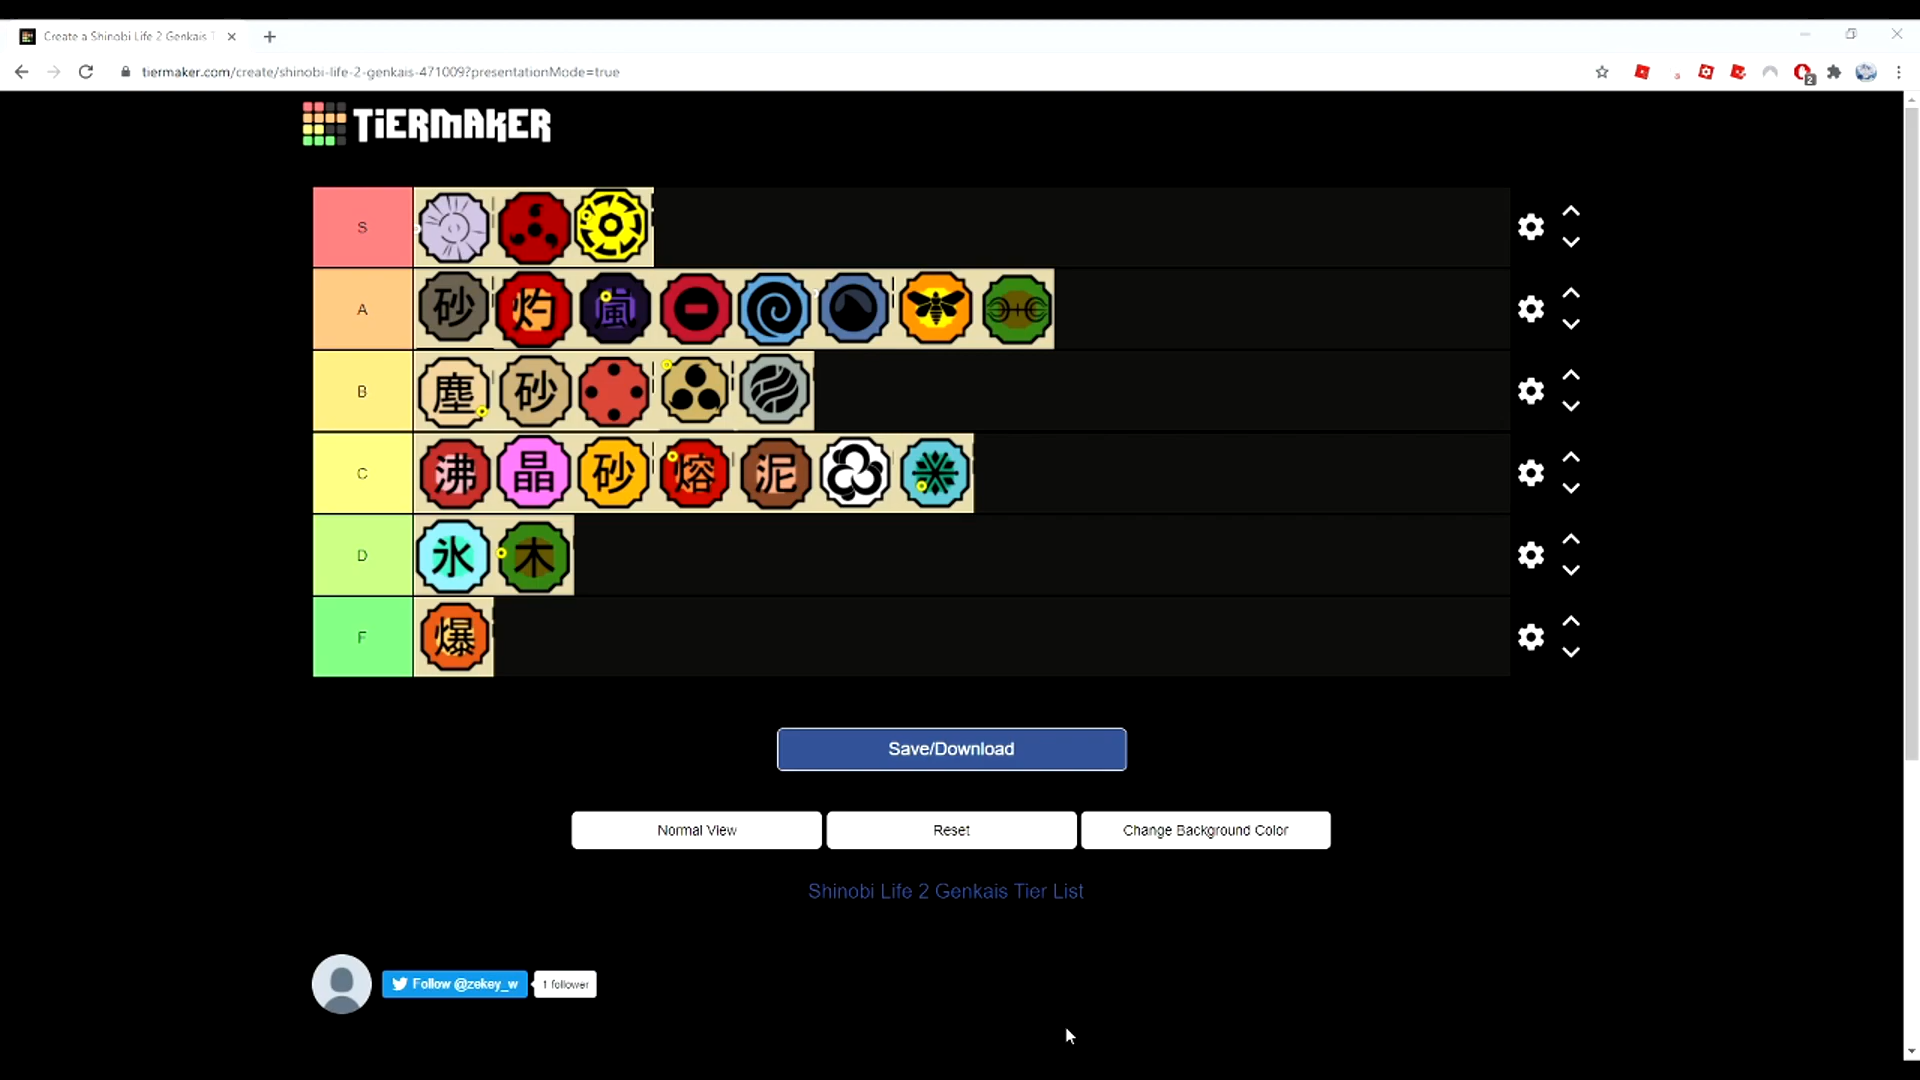 Create a Shinobi Life 2 Genkais T
tiermaker.com/create/shinobi-life-2-genkais-471009?presentationMode=true
2
TiERMAKER
S
A
砂 灼 嵐
B
塵 砂
C
沸 晶 砂 熔 泥
D
氷 木
F
爆
Save/Download
Normal View
Reset
Change Background Color
Shinobi Life 2 Genkais Tier List
Follow @zekey_w
1 follower